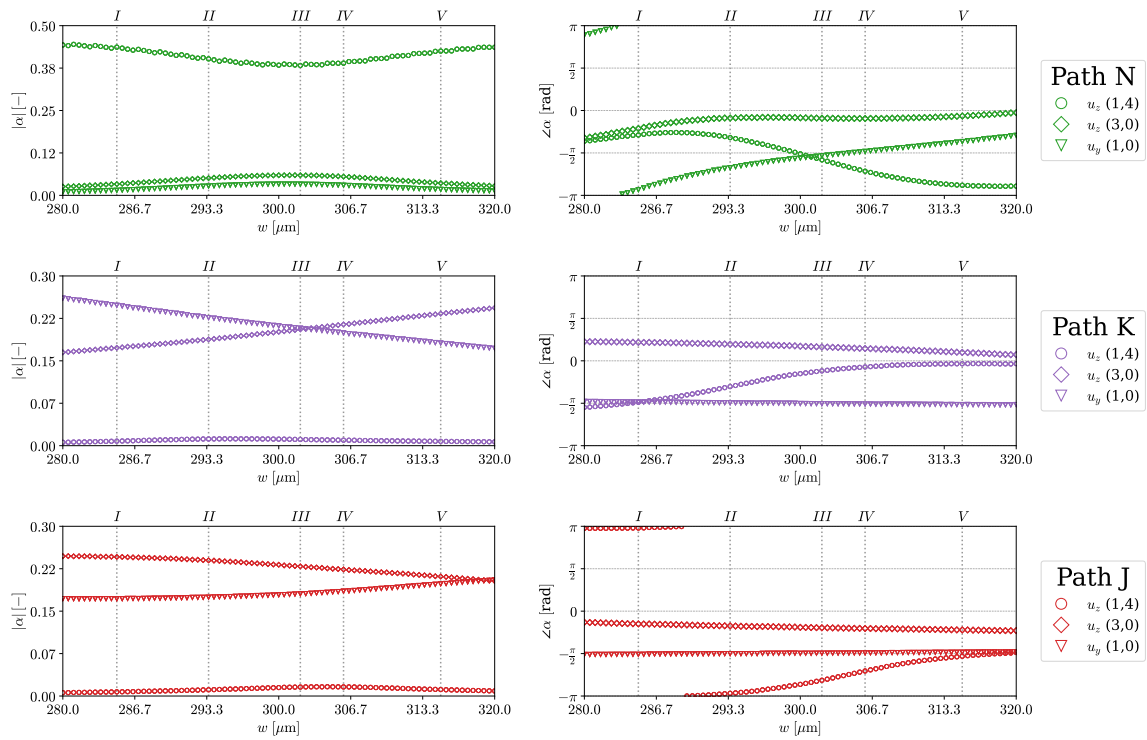 I II III IV V
0.50
0.38
0.25
0.12
0.00
|α| [−]
280.0 286.7 293.3 300.0 306.7 313.3 320.0
w [μm]
I II III IV V
π
π/2
0
−π/2
−π
∠α [rad]
280.0 286.7 293.3 300.0 306.7 313.3 320.0
w [μm]
Path N
u_z (1,4)
u_z (3,0)
u_y (1,0)
I II III IV V
0.30
0.22
0.15
0.07
0.00
|α| [−]
280.0 286.7 293.3 300.0 306.7 313.3 320.0
w [μm]
I II III IV V
π
π/2
0
−π/2
−π
∠α [rad]
280.0 286.7 293.3 300.0 306.7 313.3 320.0
w [μm]
Path K
u_z (1,4)
u_z (3,0)
u_y (1,0)
I II III IV V
0.30
0.22
0.15
0.07
0.00
|α| [−]
280.0 286.7 293.3 300.0 306.7 313.3 320.0
w [μm]
I II III IV V
π
π/2
0
−π/2
−π
∠α [rad]
280.0 286.7 293.3 300.0 306.7 313.3 320.0
w [μm]
Path J
u_z (1,4)
u_z (3,0)
u_y (1,0)